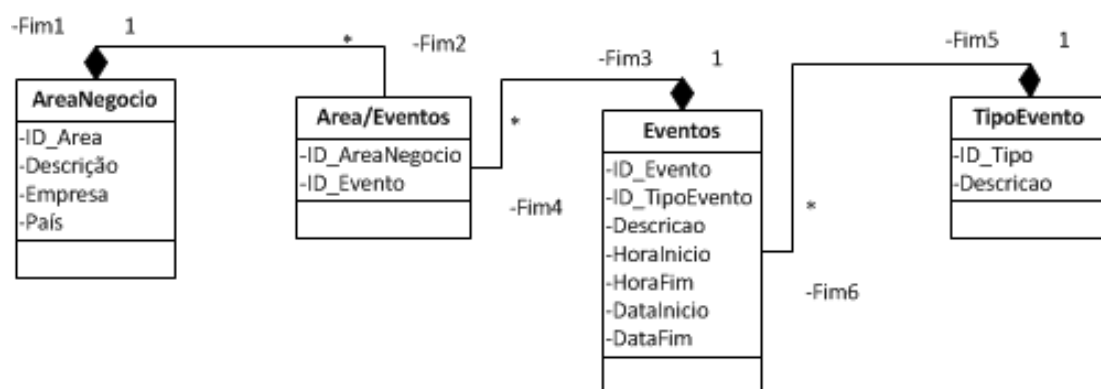 -Fim1
1
*
-Fim2
-Fim3
1
-Fim5
1
AreaNegocio
-ID_Area
-Descrição
-Empresa
-País
Area/Eventos
-ID_AreaNegocio
-ID_Evento
*
-Fim4
Eventos
-ID_Evento
-ID_TipoEvento
-Descricao
-HoraInicio
-HoraFim
-DataInicio
-DataFim
*
-Fim6
TipoEvento
-ID_Tipo
-Descricao